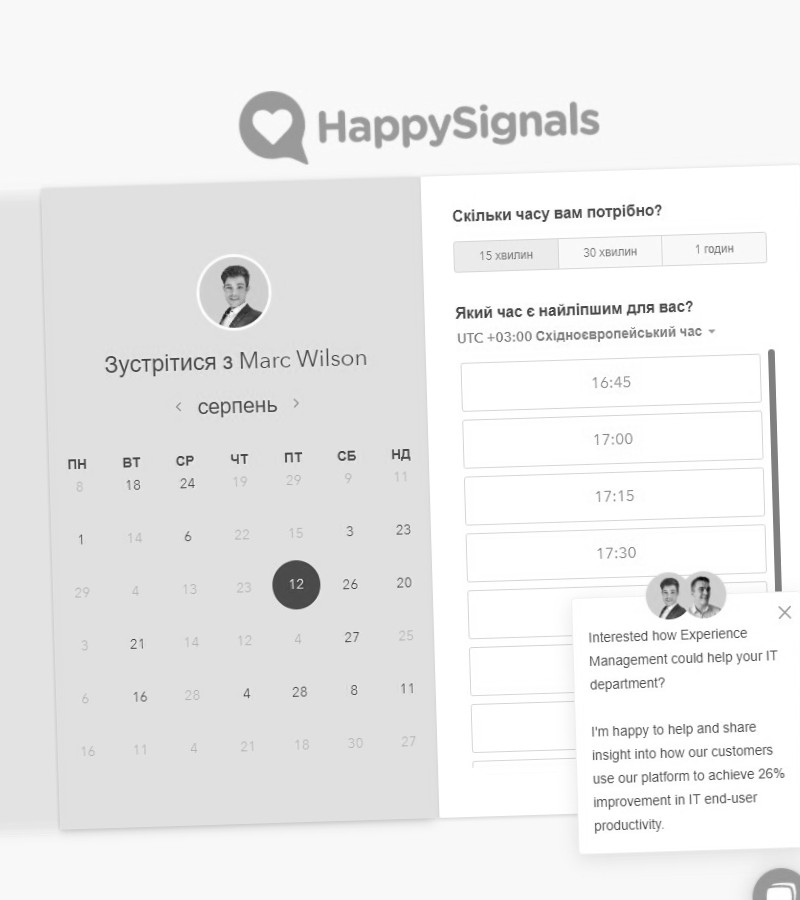 HappySignals
Зустрітися з Marc Wilson
серпень
ПН ВТ СР ЧТ ПТ СБ НД
8 18 24 19 29 9 11
1 14 6 22 15 3 23
29 4 13 23 12 26 20
3 21 14 12 4 27 25
6 16 28 4 28 8 11
16 11 4 21 18 30 27
Скільки часу вам потрібно?
15 хвилин 30 хвилин 1 годин
Який час є найліпшим для вас?
UTC +03:00 Східноєвропейський час
16:45
17:00
17:15
17:30
Interested how Experience
Management could help your IT
department?
I'm happy to help and share
insight into how our customers
use our platform to achieve 26%
improvement in IT end-user
productivity.